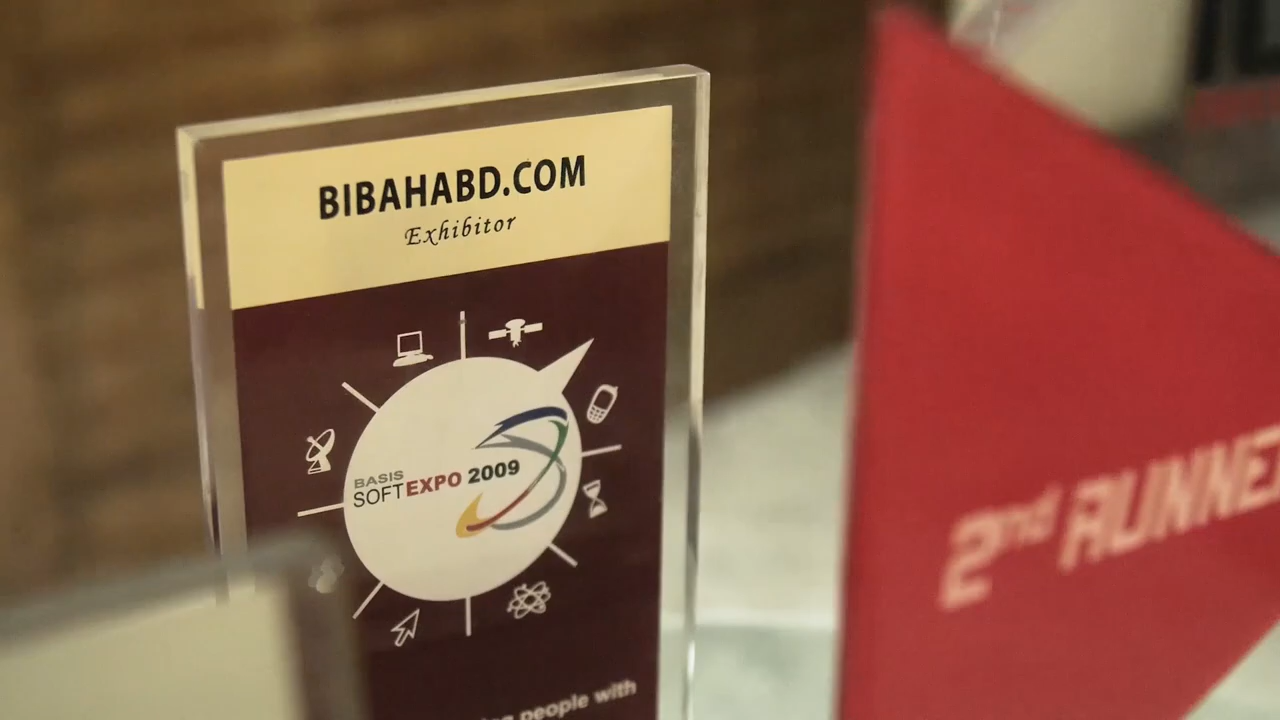 BIBAHABD.COM
Exhibitor
BASIS
SOFTEXPO 2009
people with
2nd RUNNE